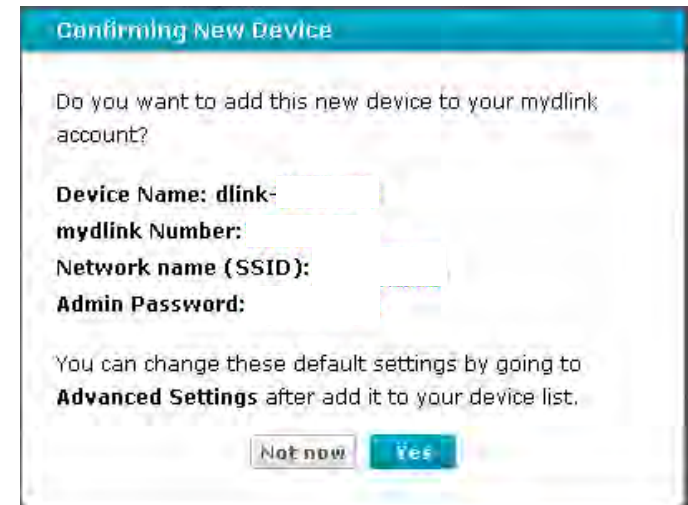 Confirming New Device
Do you want to add this new device to your mydlink
account?
Device Name: dlink-
mydlink Number:
Network name (SSID):
Admin Password:
You can change these default settings by going to
Advanced Settings after add it to your device list.
Not now Yes